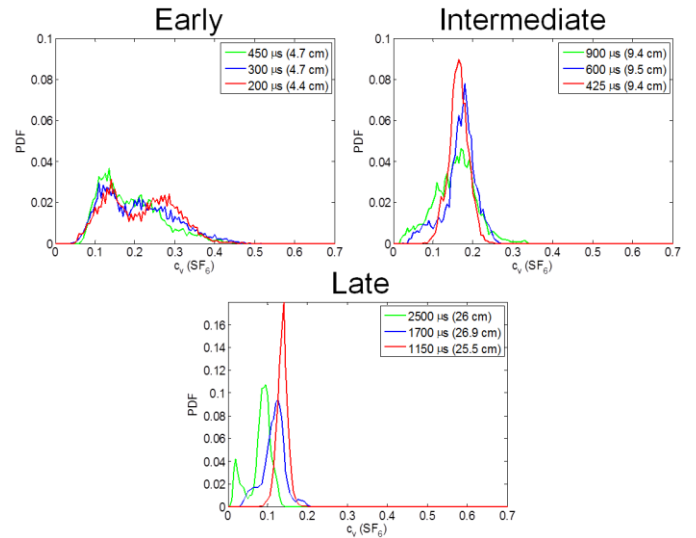 Early
0.1
0.08
0.06
0.04
0.02
0
PDF
450 μs (4.7 cm)
300 μs (4.7 cm)
200 μs (4.4 cm)
0 0.1 0.2 0.3 0.4 0.5 0.6 0.7
cᵥ (SF₆)
Intermediate
0.1
0.08
0.06
0.04
0.02
0
PDF
900 μs (9.4 cm)
600 μs (9.5 cm)
425 μs (9.4 cm)
0 0.1 0.2 0.3 0.4 0.5 0.6 0.7
cᵥ (SF₆)
Late
0.16
0.14
0.12
0.1
0.08
0.06
0.04
0.02
0
PDF
2500 μs (26 cm)
1700 μs (26.9 cm)
1150 μs (25.5 cm)
0 0.1 0.2 0.3 0.4 0.5 0.6 0.7
cᵥ (SF₆)